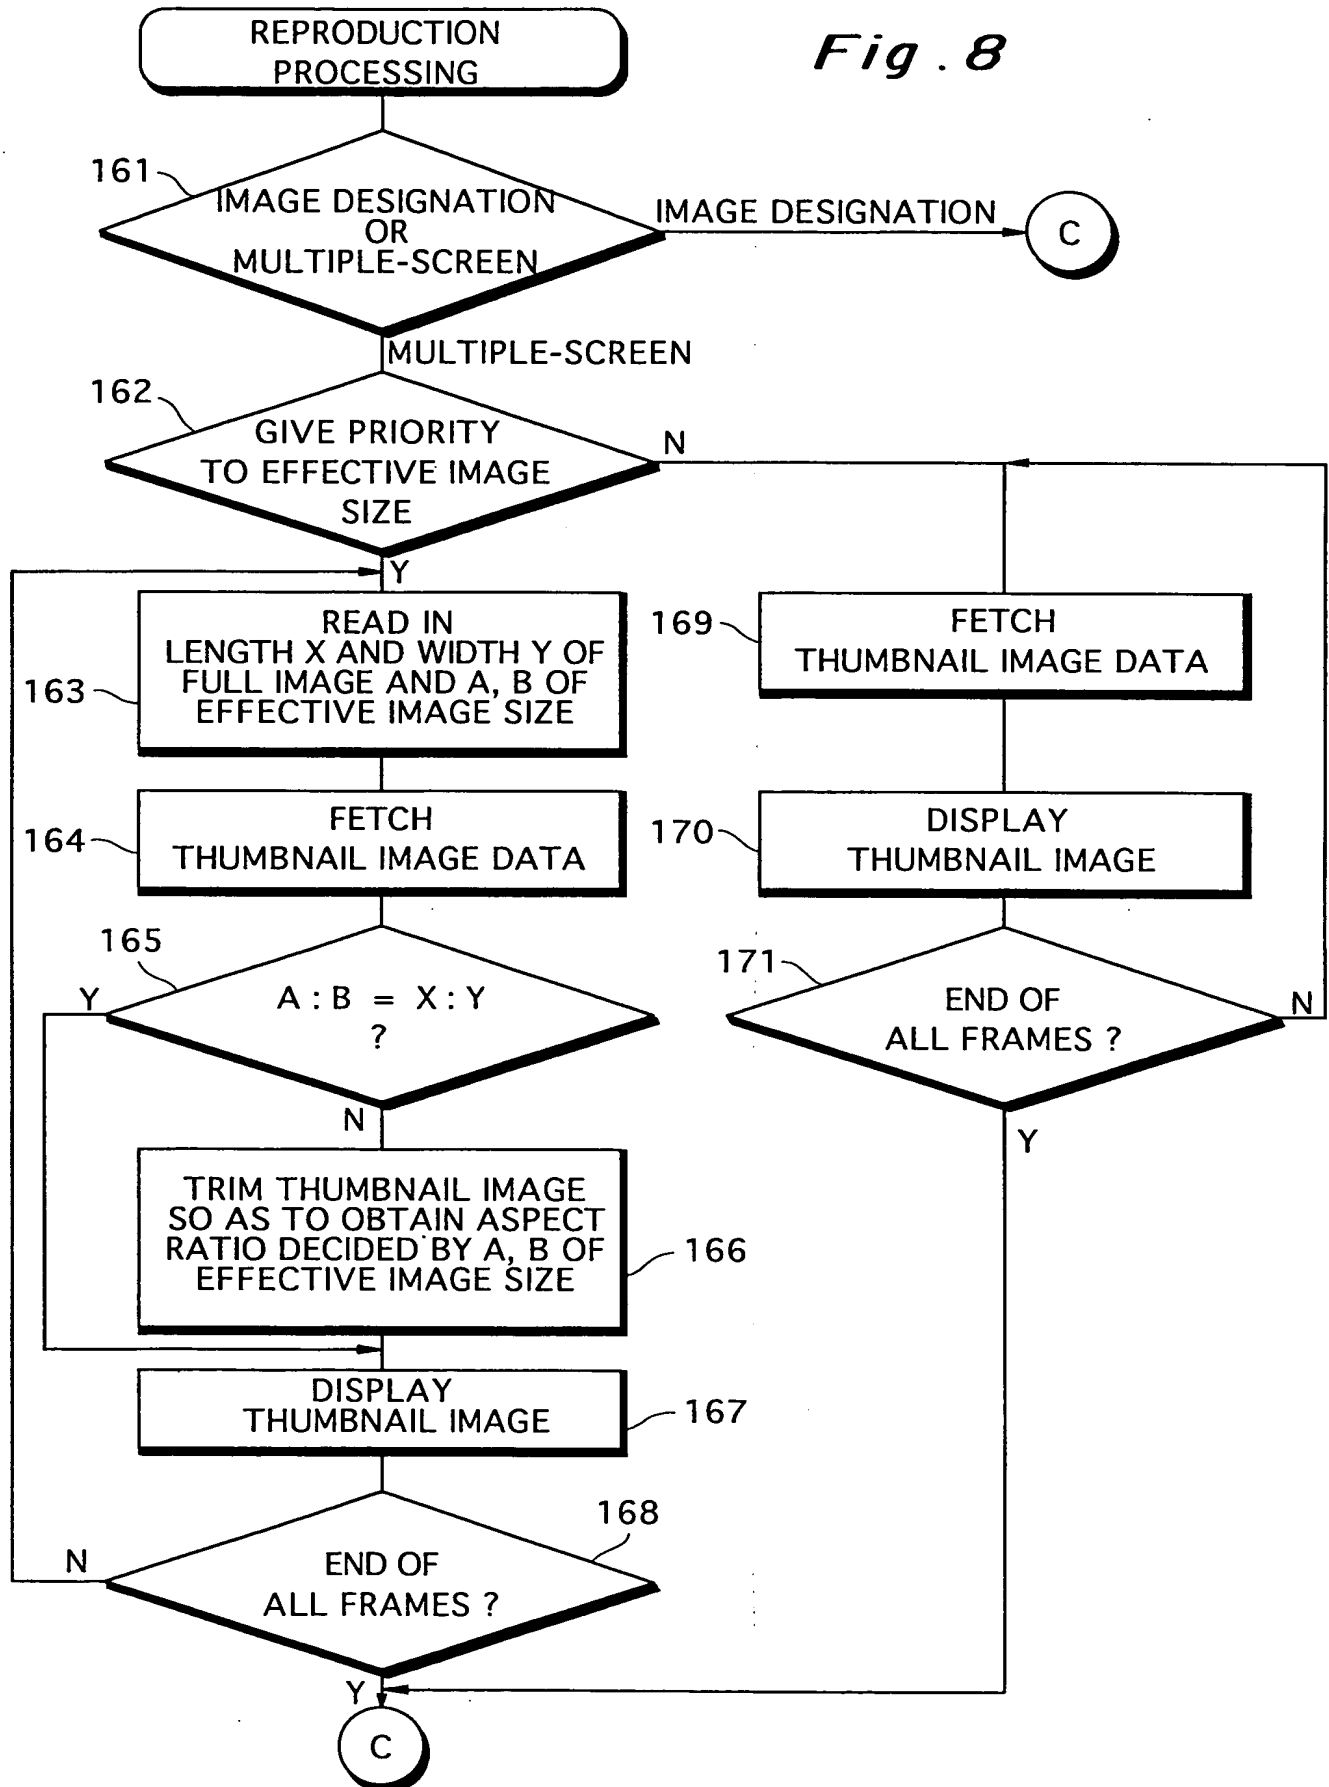 REPRODUCTION
PROCESSING
Fig. 8
161
IMAGE DESIGNATION
OR
MULTIPLE-SCREEN
IMAGE DESIGNATION
C
MULTIPLE-SCREEN
162
GIVE PRIORITY
TO EFFECTIVE IMAGE
SIZE
N
Y
163
READ IN
LENGTH X AND WIDTH Y OF
FULL IMAGE AND A, B OF
EFFECTIVE IMAGE SIZE
169
FETCH
THUMBNAIL IMAGE DATA
164
FETCH
THUMBNAIL IMAGE DATA
170
DISPLAY
THUMBNAIL IMAGE
165
Y
A : B = X : Y
?
N
171
END OF
ALL FRAMES ?
N
Y
TRIM THUMBNAIL IMAGE
SO AS TO OBTAIN ASPECT
RATIO DECIDED BY A, B OF
EFFECTIVE IMAGE SIZE
166
DISPLAY
THUMBNAIL IMAGE
167
168
N
END OF
ALL FRAMES ?
Y
C